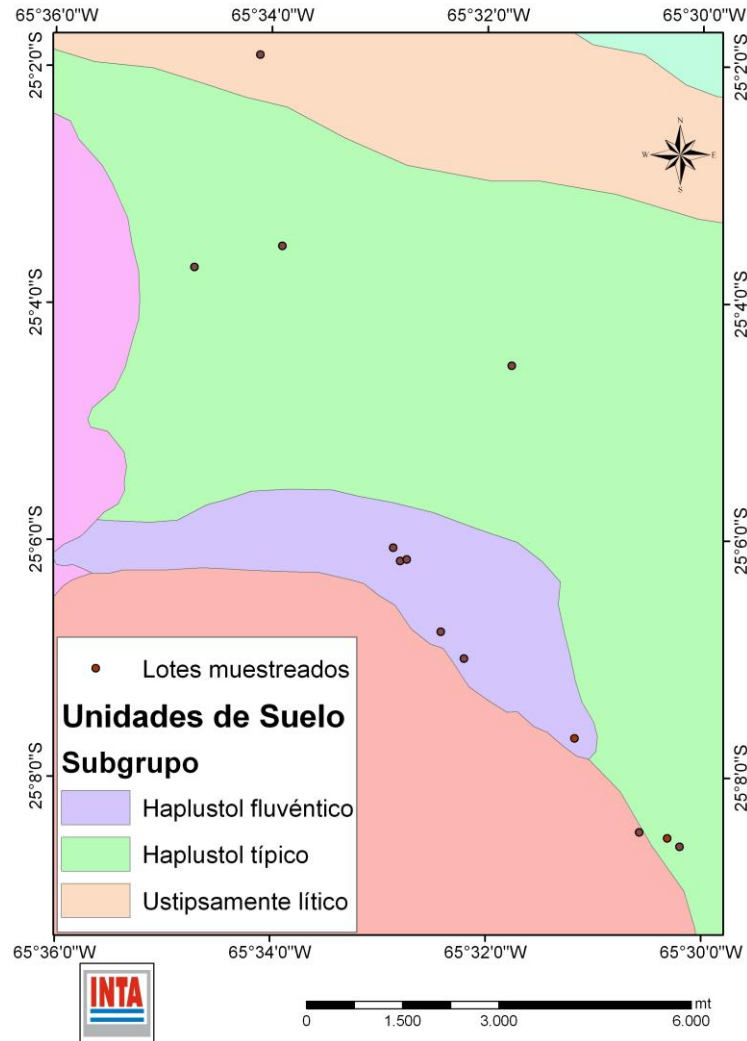 65°36'0"W 65°34'0"W 65°32'0"W 65°30'0"W
25°2'0"S 25°2'0"S
N
W E
S
25°4'0"S 25°4'0"S
25°6'0"S 25°6'0"S
Lotes muestreados
Unidades de Suelo
Subgrupo
25°8'0"S 25°8'0"S
Haplustol fluvéntico
Haplustol típico
Ustipsamente lítico
65°36'0"W 65°34'0"W 65°32'0"W 65°30'0"W
INTA
mt
0 1.500 3.000 6.000